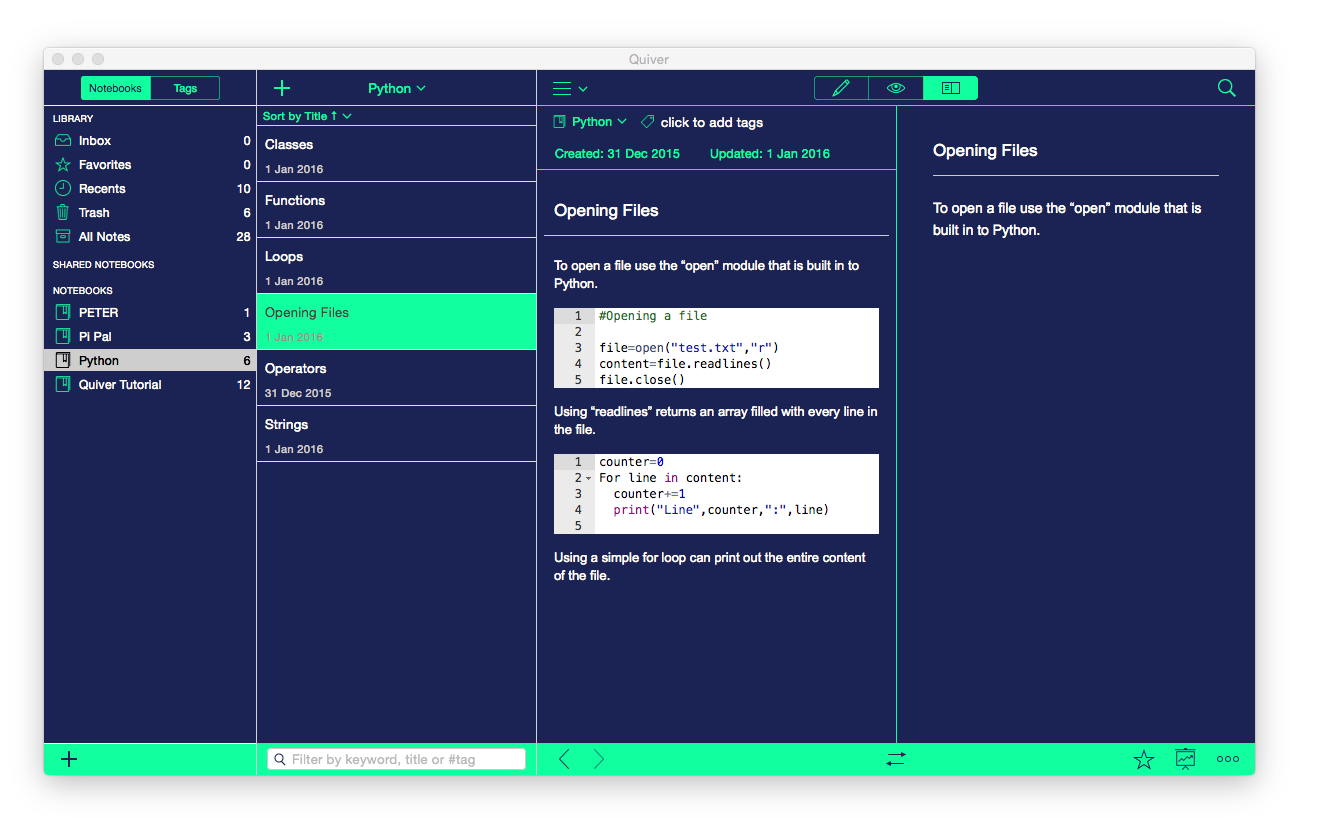 Quiver
Notebooks Tags
Python
LIBRARY
Inbox 0
Favorites 0
Recents 10
Trash 6
All Notes 28
SHARED NOTEBOOKS
NOTEBOOKS
PETER 1
Pi Pal 3
Python 6
Quiver Tutorial 12
Sort by Title ↑
Classes
1 Jan 2016
Functions
1 Jan 2016
Loops
1 Jan 2016
Opening Files
1 Jan 2016
Operators
31 Dec 2015
Strings
1 Jan 2016
Filter by keyword, title or #tag
Python click to add tags
Created: 31 Dec 2015 Updated: 1 Jan 2016
Opening Files
To open a file use the “open” module that is built in to
Python.
1 #Opening a file
2
3 file=open("test.txt","r")
4 content=file.readlines()
5 file.close()
Using “readlines” returns an array filled with every line in
the file.
1 counter=0
2 For line in content:
3 counter+=1
4 print("Line",counter,":",line)
5
Using a simple for loop can print out the entire content
of the file.
Opening Files
To open a file use the “open” module that is
built in to Python.